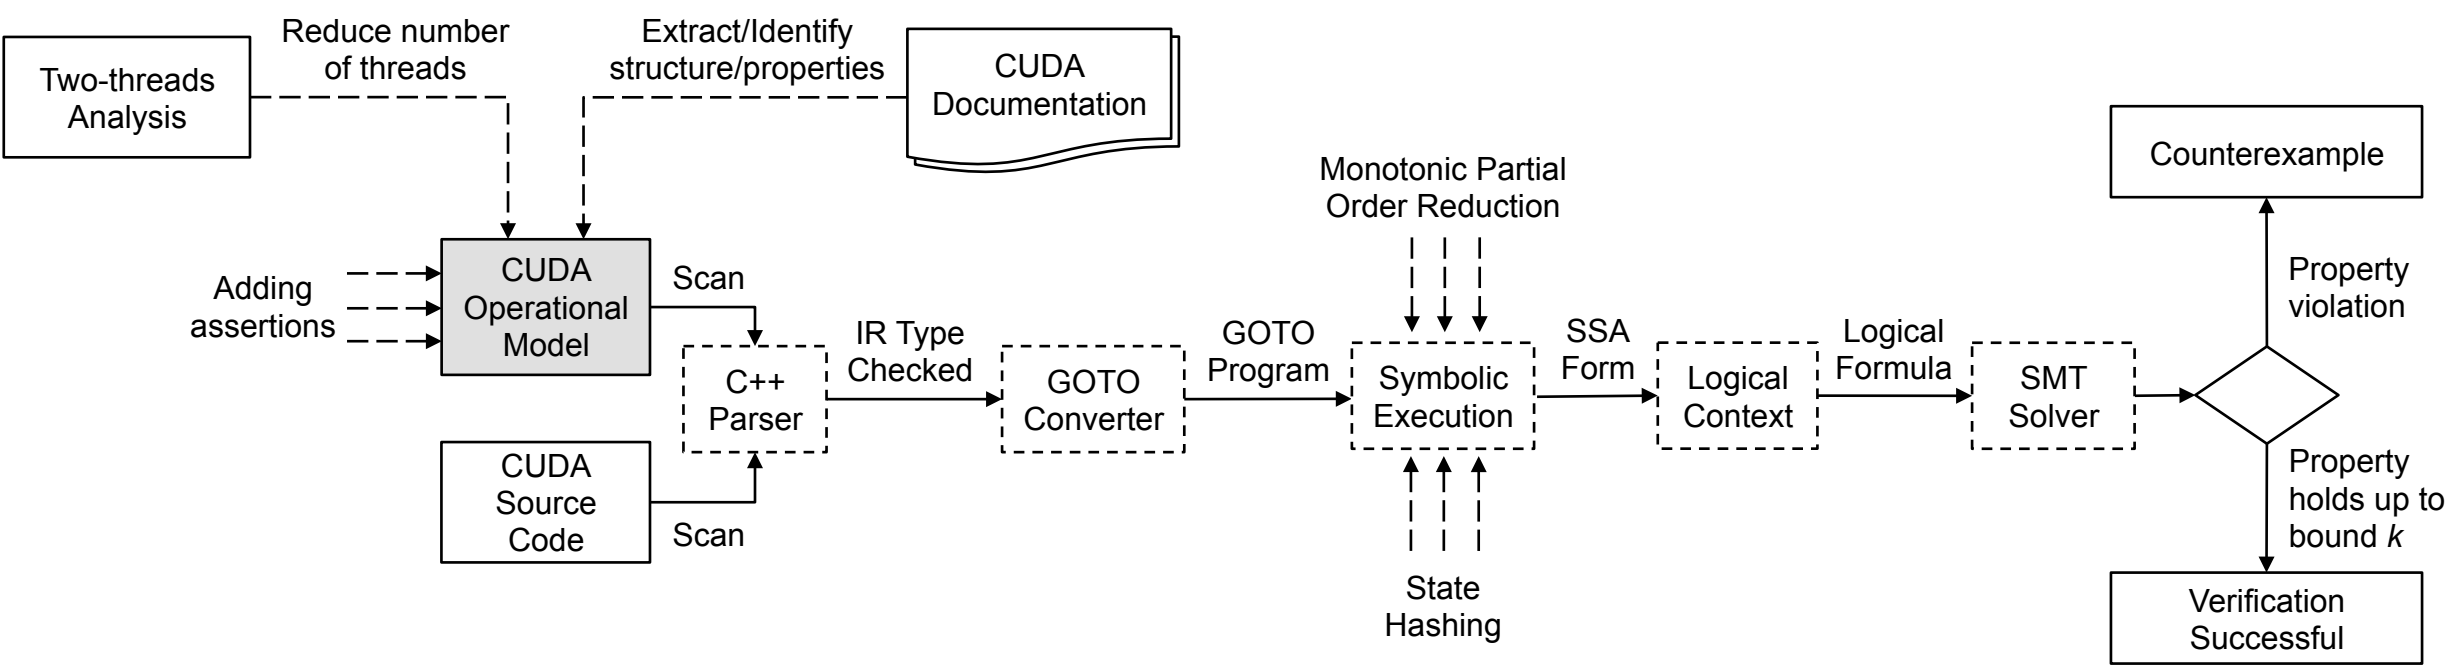 Two-threads
Analysis
Reduce number
of threads
Extract/Identify
structure/properties
CUDA
Documentation
Adding
assertions
CUDA
Operational
Model
Scan
CUDA
Source
Code
Scan
C++
Parser
IR Type
Checked
GOTO
Converter
GOTO
Program
Monotonic Partial
Order Reduction
Symbolic
Execution
State
Hashing
SSA
Form
Logical
Context
Logical
Formula
SMT
Solver
Counterexample
Property
violation
Property
holds up to
bound k
Verification
Successful